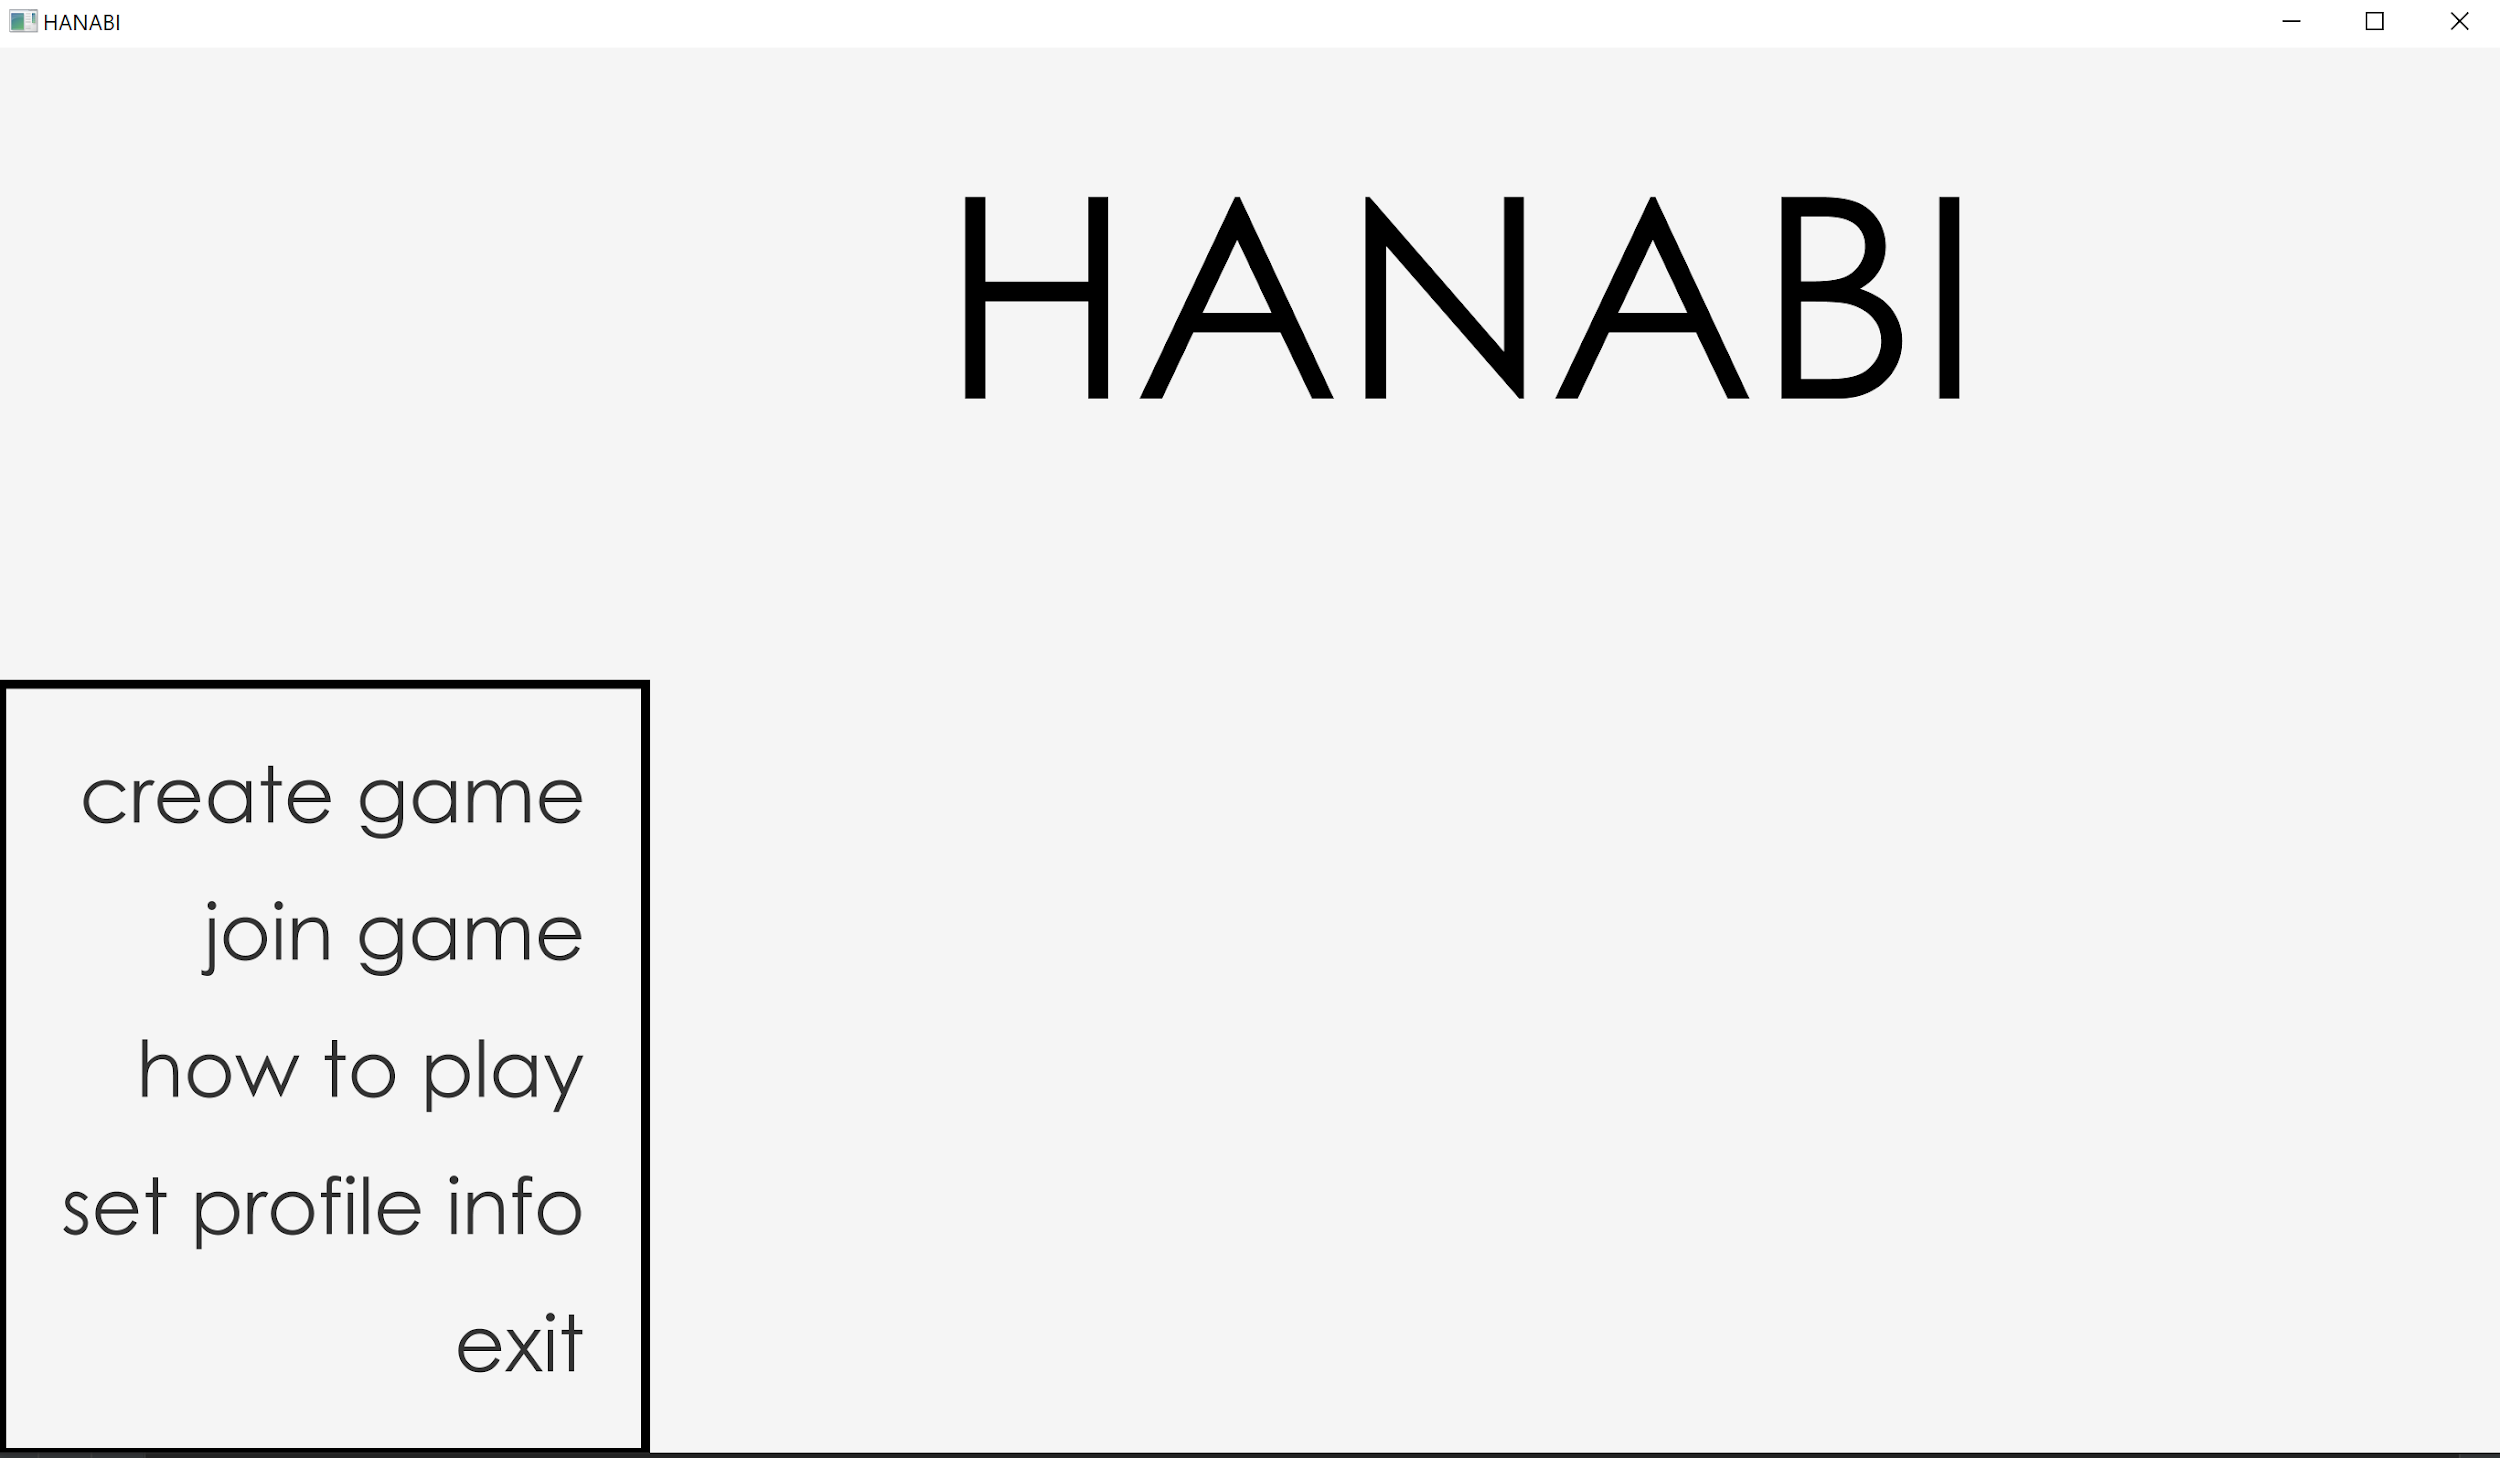 HANABI
HANABI
create game
join game
how to play
set profile info
exit